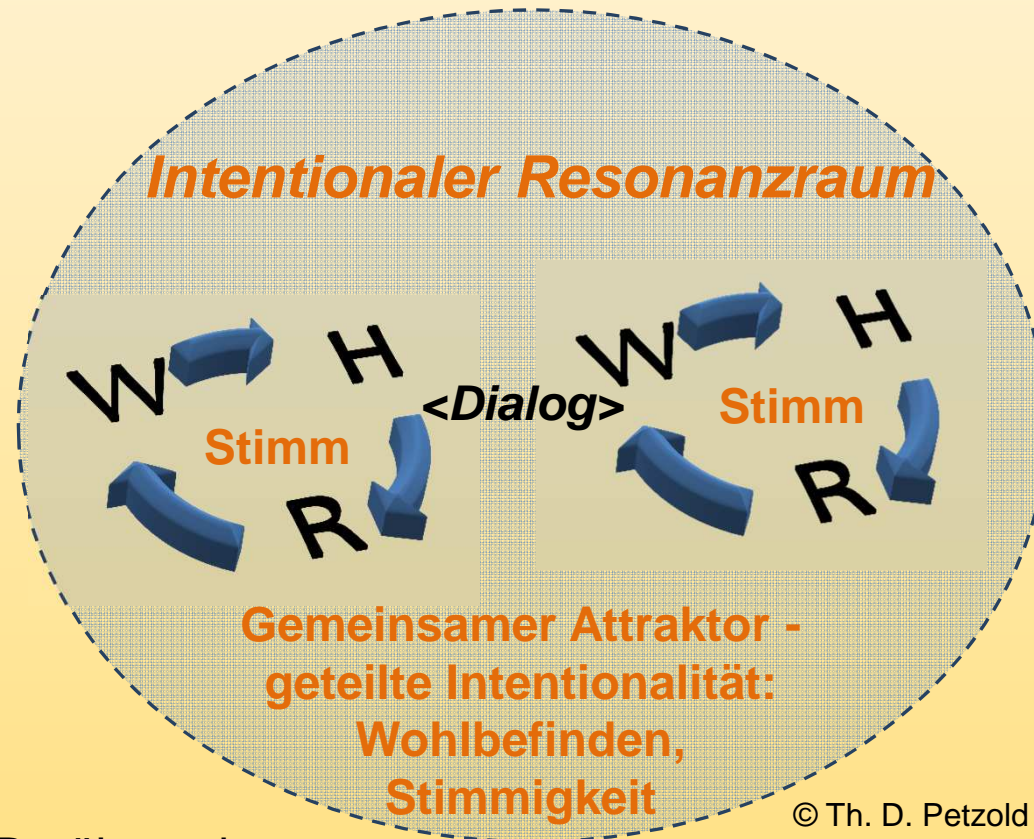 Intentionaler Resonanzraum
W H
Stimm
R
<Dialog>
W H
Stimm
R
Gemeinsamer Attraktor -
geteilte Intentionalität:
Wohlbefinden,
Stimmigkeit
© Th. D. Petzold